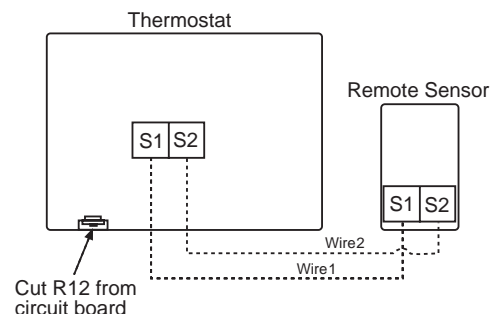 Thermostat
Remote Sensor
S1 S2
S1 S2
Wire2
Wire1
Cut R12 from
circuit board